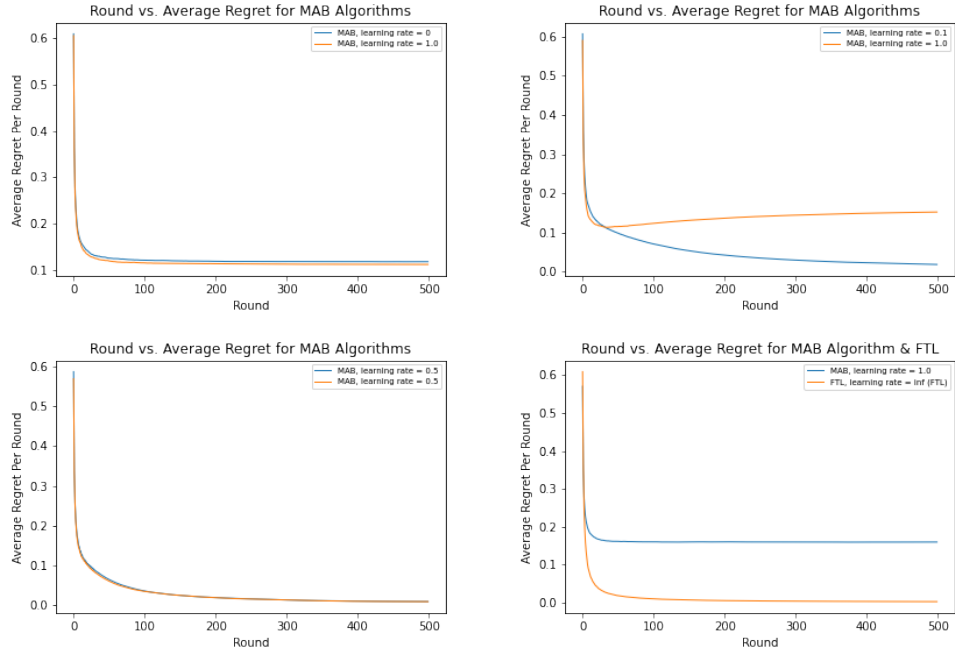 Round vs. Average Regret for MAB Algorithms
MAB, learning rate = 0
MAB, learning rate = 1.0
0.6
0.5
0.4
0.3
0.2
0.1
Average Regret Per Round
0 100 200 300 400 500
Round
Round vs. Average Regret for MAB Algorithms
MAB, learning rate = 0.1
MAB, learning rate = 1.0
0.6
0.5
0.4
0.3
0.2
0.1
0.0
Average Regret Per Round
0 100 200 300 400 500
Round
Round vs. Average Regret for MAB Algorithms
MAB, learning rate = 0.5
MAB, learning rate = 0.5
0.6
0.5
0.4
0.3
0.2
0.1
0.0
Average Regret Per Round
0 100 200 300 400 500
Round
Round vs. Average Regret for MAB Algorithm & FTL
MAB, learning rate = 1.0
FTL, learning rate = inf (FTL)
0.6
0.5
0.4
0.3
0.2
0.1
0.0
Average Regret Per Round
0 100 200 300 400 500
Round